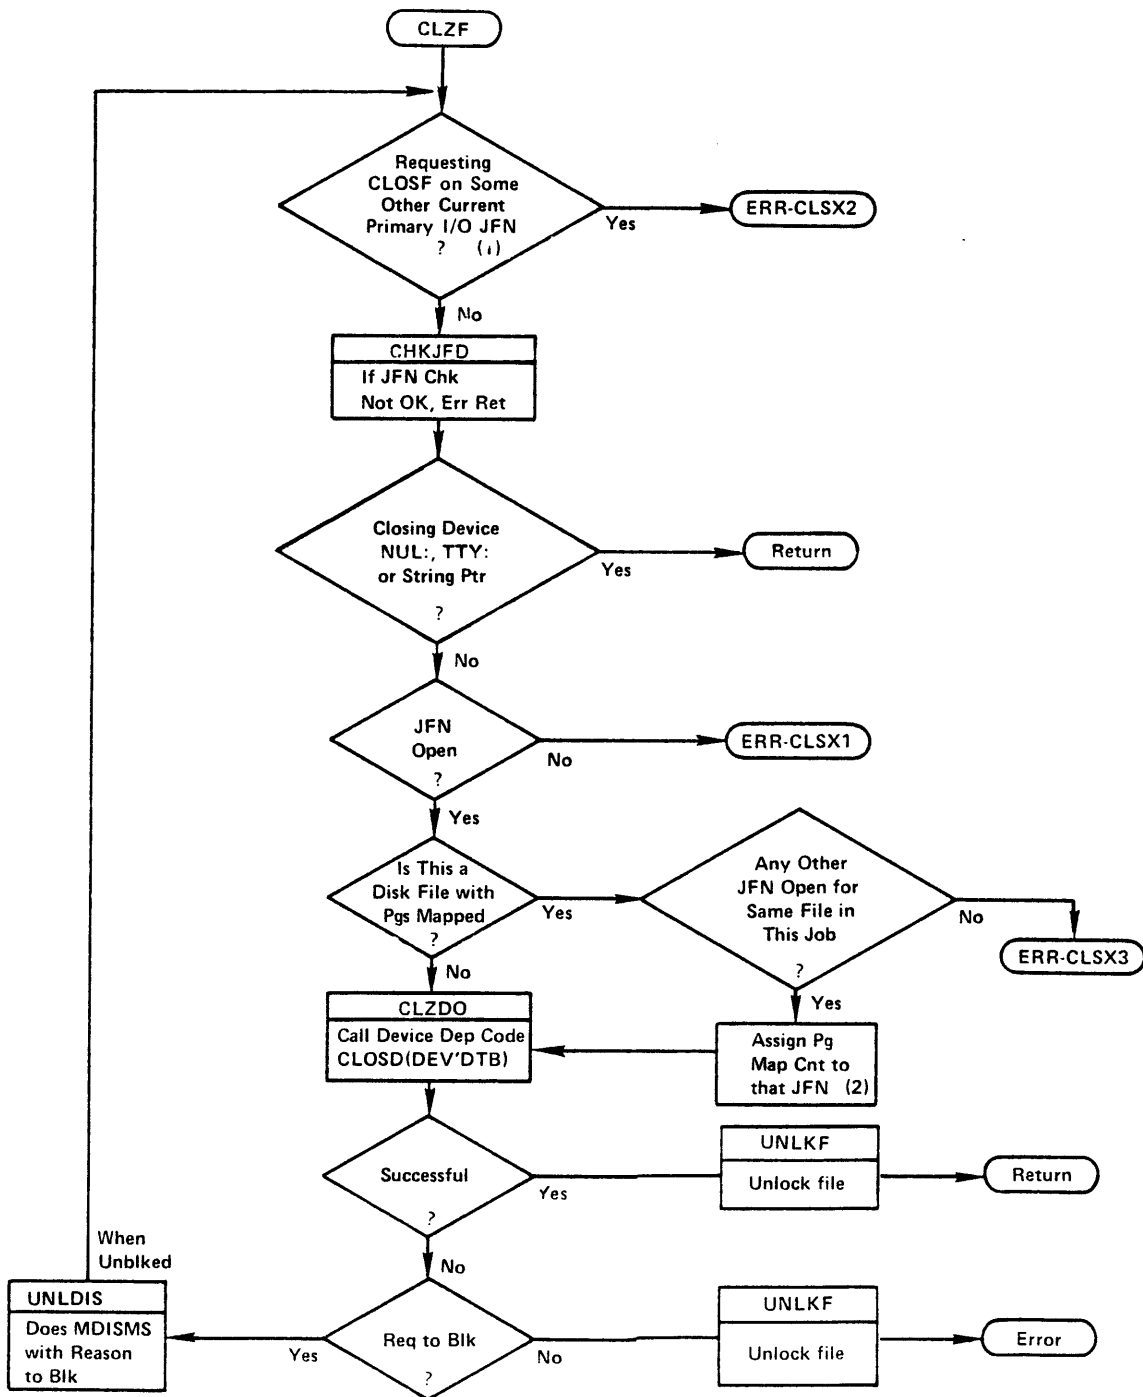 CLZF
Requesting
CLOSF on Some
Other Current
Primary I/O JFN
? (1)
Yes
ERR-CLSX2
No
CHKJFD
If JFN Chk
Not OK, Err Ret
Closing Device
NUL:, TTY:
or String Ptr
?
Yes
Return
No
JFN
Open
?
No
ERR-CLSX1
Yes
Is This a
Disk File with
Pgs Mapped
?
Yes
Any Other
JFN Open for
Same File in
This Job
?
No
ERR-CLSX3
No
Yes
CLZDO
Call Device Dep Code
CLOSD(DEV'DTB)
Assign Pg
Map Cnt to
that JFN (2)
Successful
?
Yes
UNLKF
Unlock file
Return
No
When
Unblked
UNLDIS
Does MDISMS
with Reason
to Blk
Yes
Req to Blk
?
No
UNLKF
Unlock file
Error